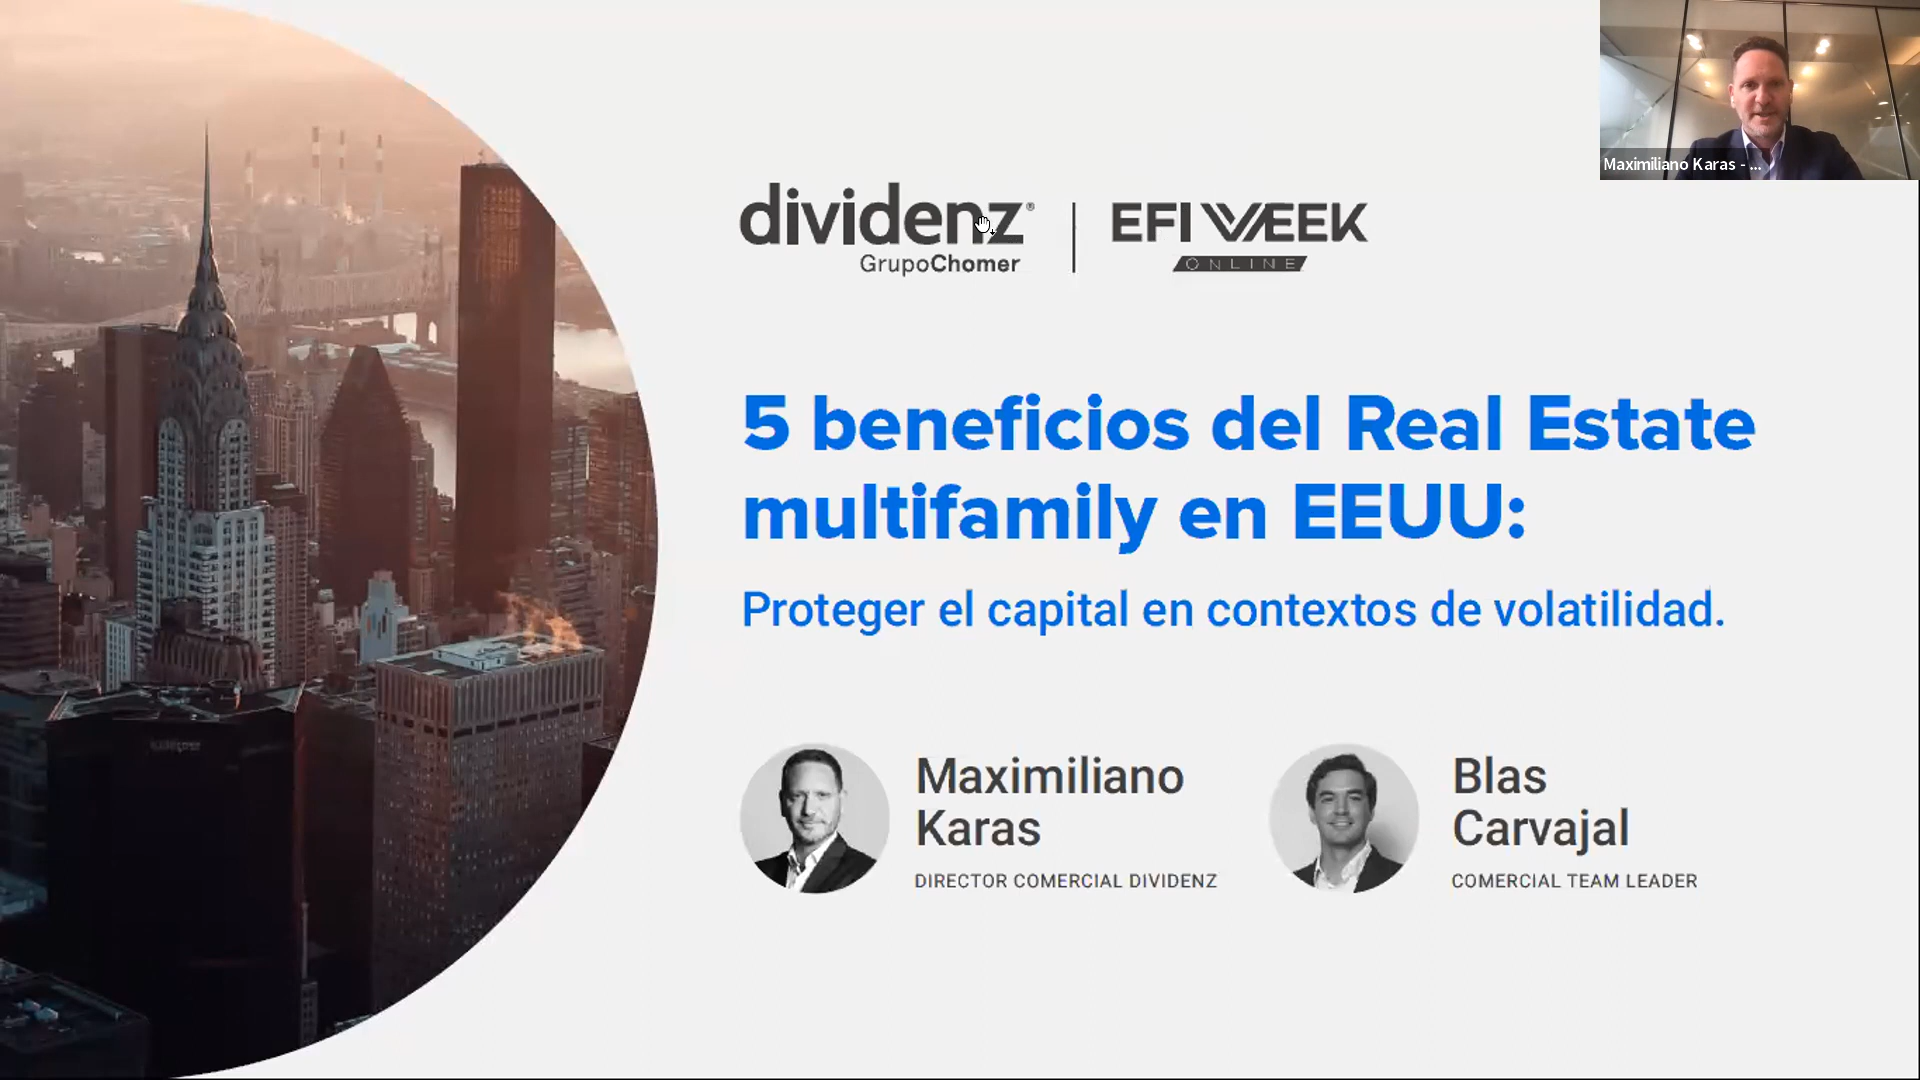 Maximiliano Karas - ...
dividenz®
GrupoChomer
EFI WEEK
ONLINE
5 beneficios del Real Estate
multifamily en EEUU:
Proteger el capital en contextos de volatilidad.
Maximiliano
Karas
DIRECTOR COMERCIAL DIVIDENZ
Blas
Carvajal
COMERCIAL TEAM LEADER